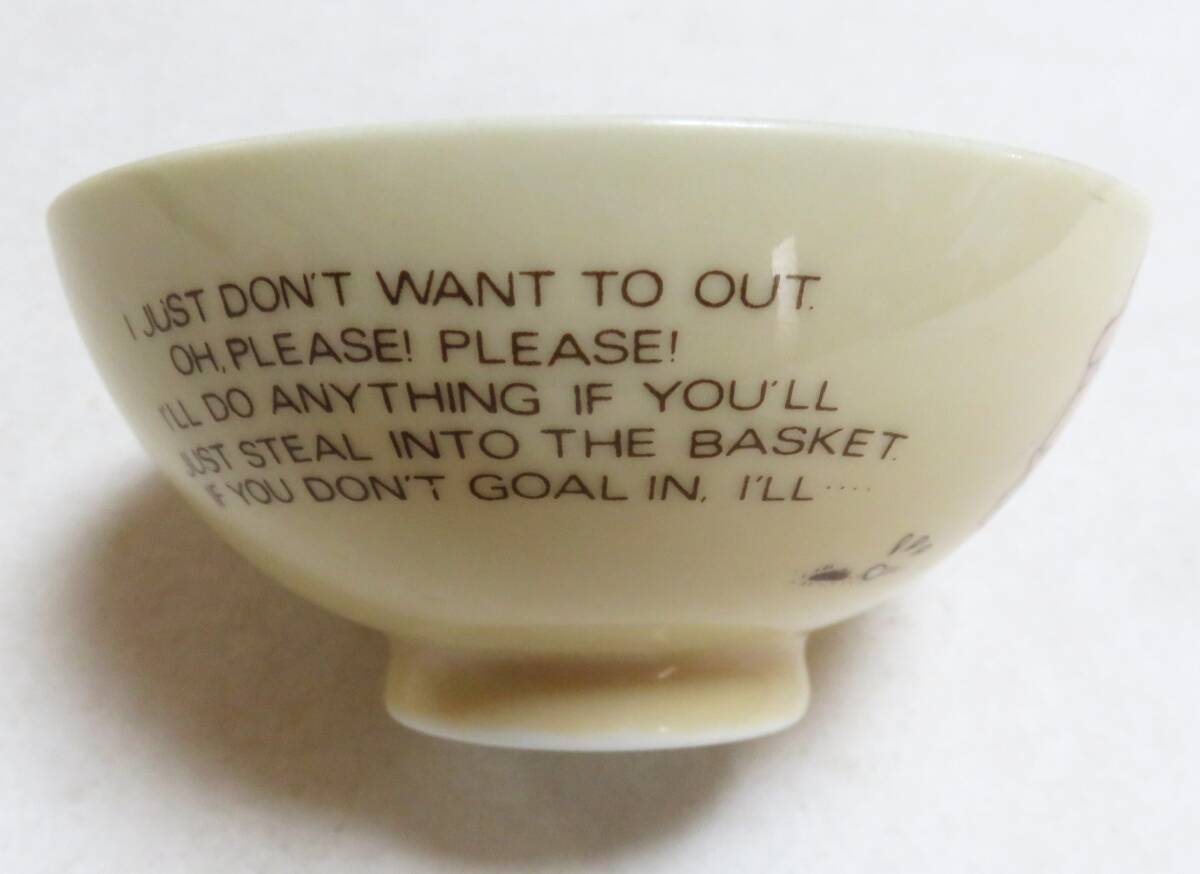 I JUST DON'T WANT TO OUT.
OH, PLEASE! PLEASE!
I'LL DO ANYTHING IF YOU'LL
JUST STEAL INTO THE BASKET.
IF YOU DON'T GOAL IN, I'LL ····